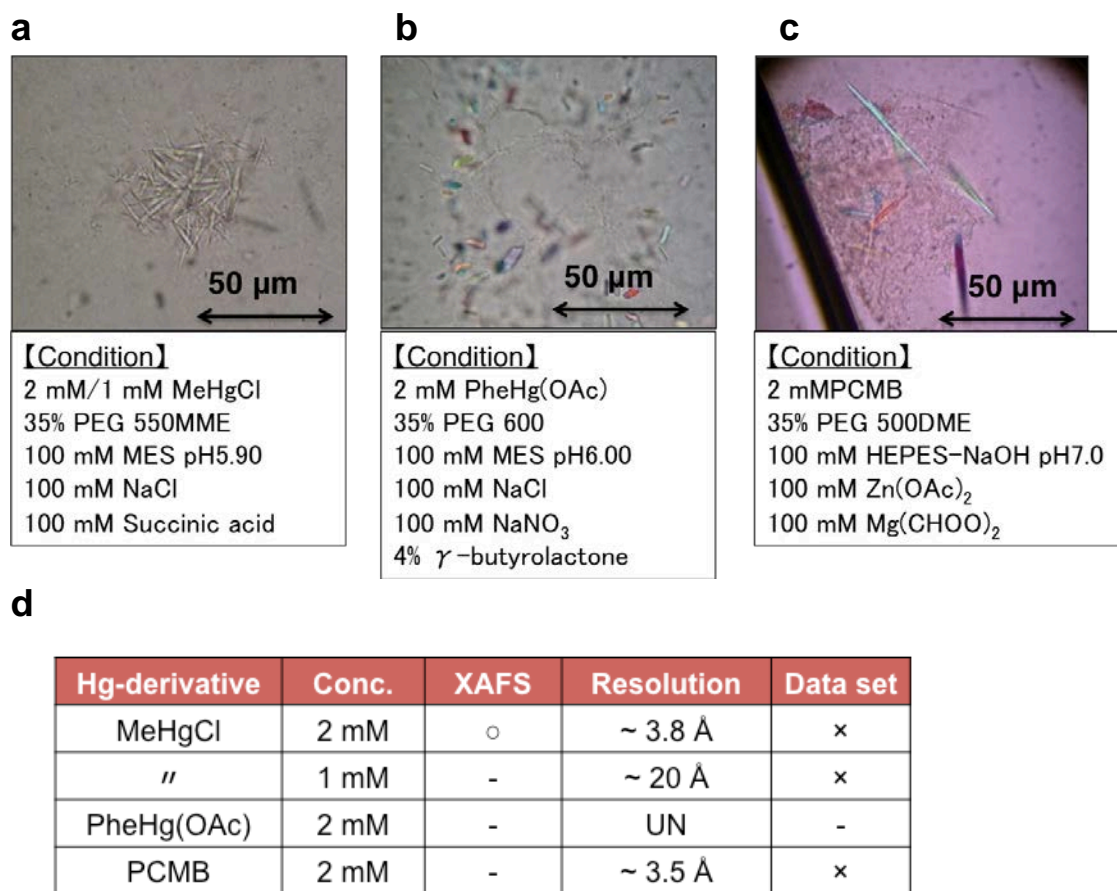 a
b
c
50 μm
50 μm
50 μm
【Condition】
2 mM/1 mM MeHgCl
35% PEG 550MME
100 mM MES pH5.90
100 mM NaCl
100 mM Succinic acid
【Condition】
2 mM PheHg(OAc)
35% PEG 600
100 mM MES pH6.00
100 mM NaCl
100 mM NaNO₃
4% γ-butyrolactone
【Condition】
2 mMPCMB
35% PEG 500DME
100 mM HEPES-NaOH pH7.0
100 mM Zn(OAc)₂
100 mM Mg(CHOO)₂
d
Hg-derivative Conc. XAFS Resolution Data set
MeHgCl 2 mM ○ ~ 3.8 Å ×
〃 1 mM - ~ 20 Å ×
PheHg(OAc) 2 mM - UN -
PCMB 2 mM - ~ 3.5 Å ×